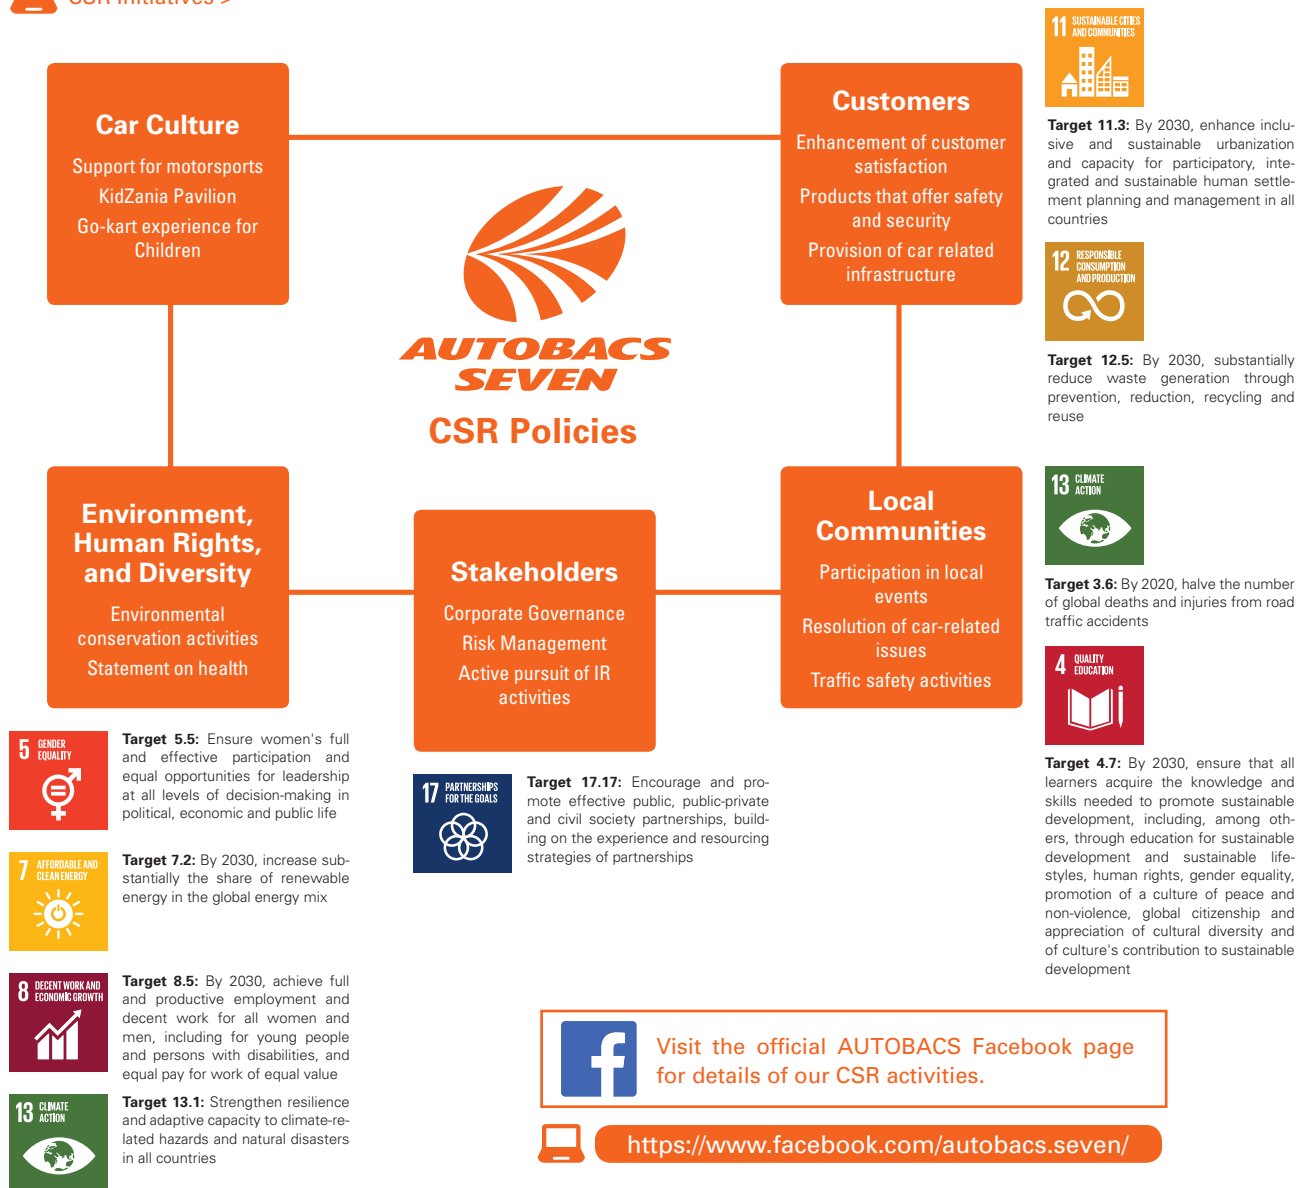 CSR Initiatives >
Car Culture
Support for motorsports
KidZania Pavilion
Go-kart experience for
Children
Customers
Enhancement of customer
satisfaction
Products that offer safety
and security
Provision of car related
infrastructure
AUTOBACS
SEVEN
CSR Policies
Environment,
Human Rights,
and Diversity
Environmental
conservation activities
Statement on health
Stakeholders
Corporate Governance
Risk Management
Active pursuit of IR
activities
Local
Communities
Participation in local
events
Resolution of car-related
issues
Traffic safety activities
11 SUSTAINABLE CITIES
AND COMMUNITIES
Target 11.3: By 2030, enhance inclu-
sive and sustainable urbanization
and capacity for participatory, inte-
grated and sustainable human settle-
ment planning and management in all
countries
12 RESPONSIBLE
CONSUMPTION
AND PRODUCTION
Target 12.5: By 2030, substantially
reduce waste generation through
prevention, reduction, recycling and
reuse
13 CLIMATE
ACTION
Target 3.6: By 2020, halve the number
of global deaths and injuries from road
traffic accidents
4 QUALITY
EDUCATION
Target 4.7: By 2030, ensure that all
learners acquire the knowledge and
skills needed to promote sustainable
development, including, among oth-
ers, through education for sustainable
development and sustainable life-
styles, human rights, gender equality,
promotion of a culture of peace and
non-violence, global citizenship and
appreciation of cultural diversity and
of culture's contribution to sustainable
development
5 GENDER
EQUALITY
Target 5.5: Ensure women's full
and effective participation and
equal opportunities for leadership
at all levels of decision-making in
political, economic and public life
7 AFFORDABLE AND
CLEAN ENERGY
Target 7.2: By 2030, increase sub-
stantially the share of renewable
energy in the global energy mix
8 DECENT WORK AND
ECONOMIC GROWTH
Target 8.5: By 2030, achieve full
and productive employment and
decent work for all women and
men, including for young people
and persons with disabilities, and
equal pay for work of equal value
13 CLIMATE
ACTION
Target 13.1: Strengthen resilience
and adaptive capacity to climate-re-
lated hazards and natural disasters
in all countries
17 PARTNERSHIPS
FOR THE GOALS
Target 17.17: Encourage and pro-
mote effective public, public-private
and civil society partnerships, build-
ing on the experience and resourcing
strategies of partnerships
f
Visit the official AUTOBACS Facebook page
for details of our CSR activities.
https://www.facebook.com/autobacs.seven/